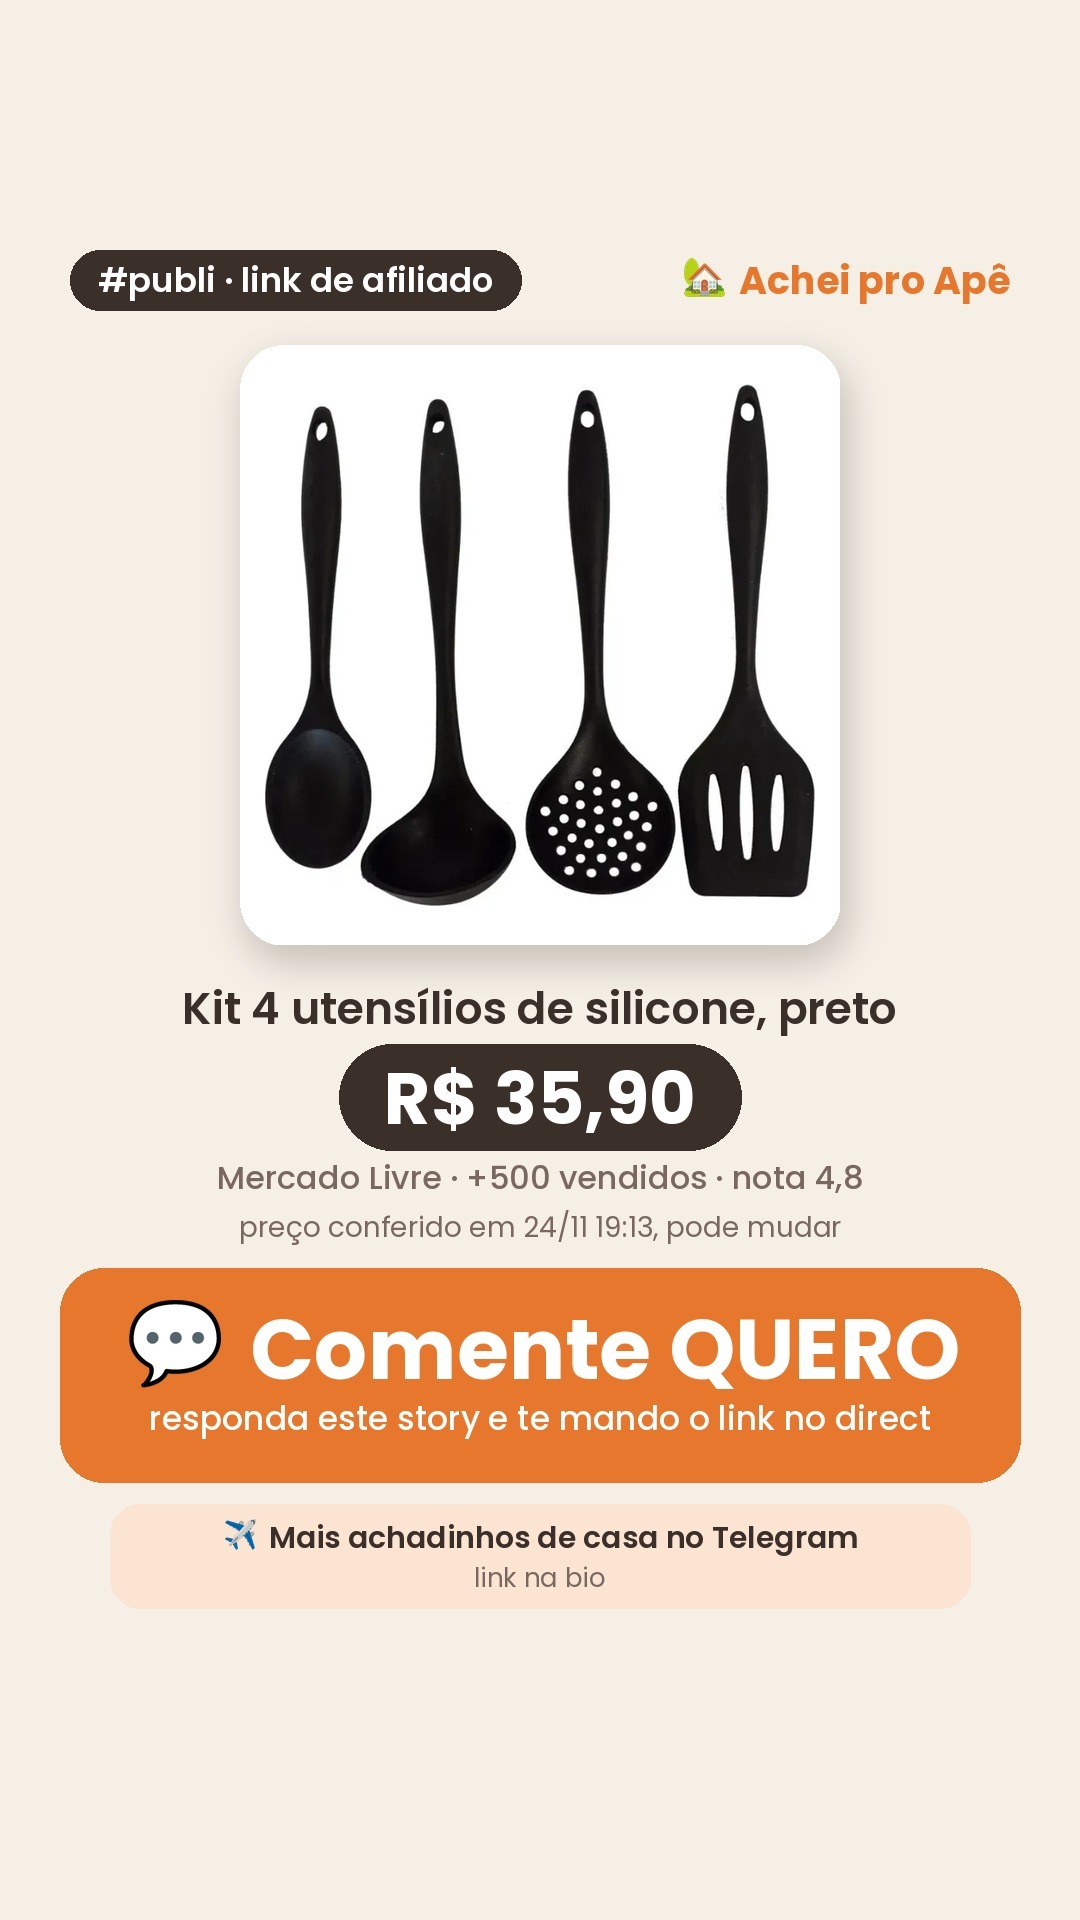 #publi · link de afiliado
🏡 Achei pro Apê
Kit 4 utensílios de silicone, preto
R$ 35,90
Mercado Livre · +500 vendidos · nota 4,8
preço conferido em 24/11 19:13, pode mudar
💬 Comente QUERO
responda este story e te mando o link no direct
✈️ Mais achadinhos de casa no Telegram
link na bio